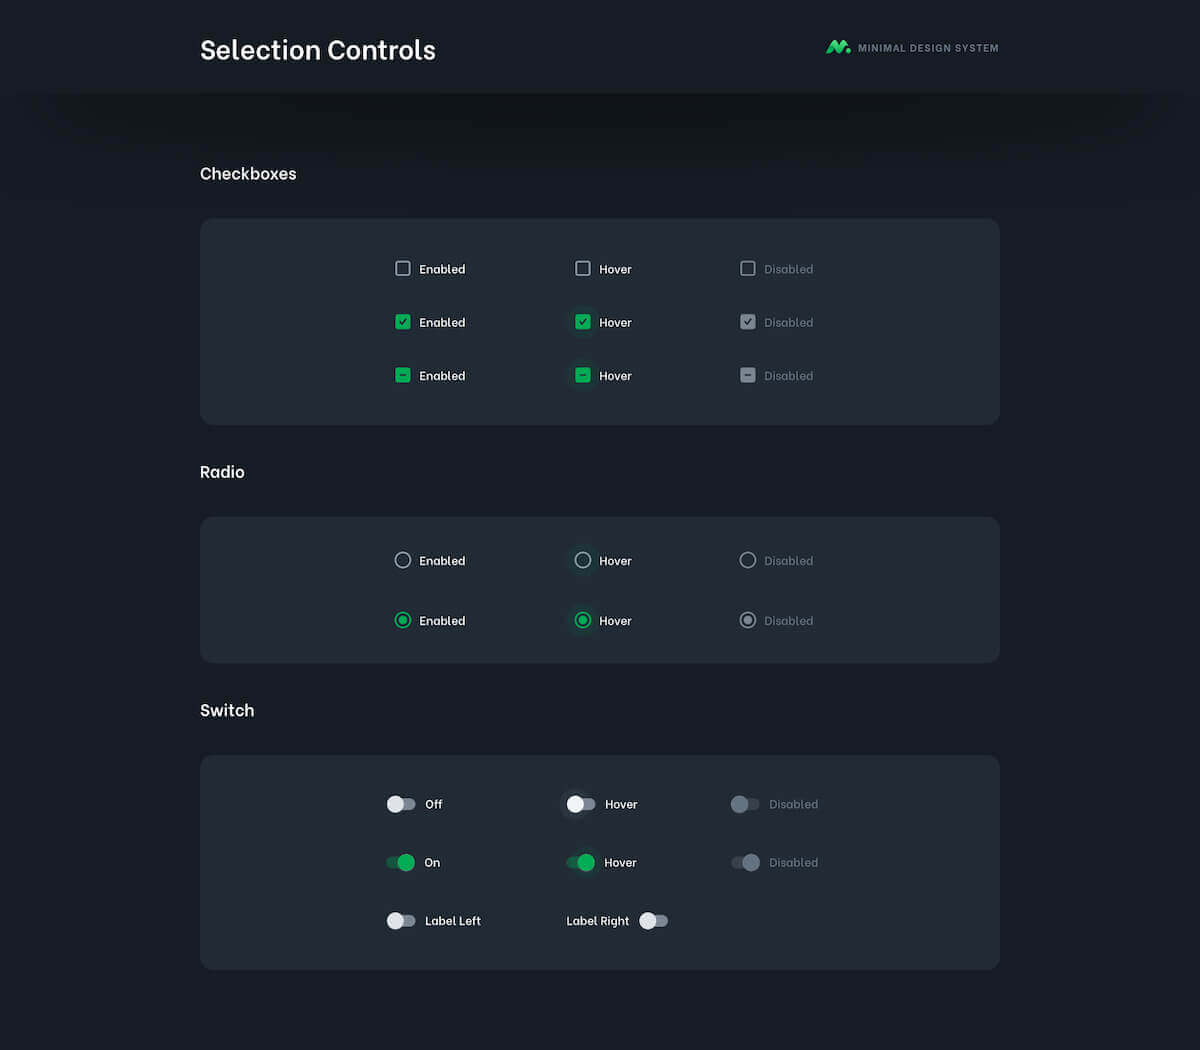 Selection Controls
MINIMAL DESIGN SYSTEM
Checkboxes
Enabled Hover Disabled
Enabled Hover Disabled
Enabled Hover Disabled
Radio
Enabled Hover Disabled
Enabled Hover Disabled
Switch
Off Hover Disabled
On Hover Disabled
Label Left Label Right